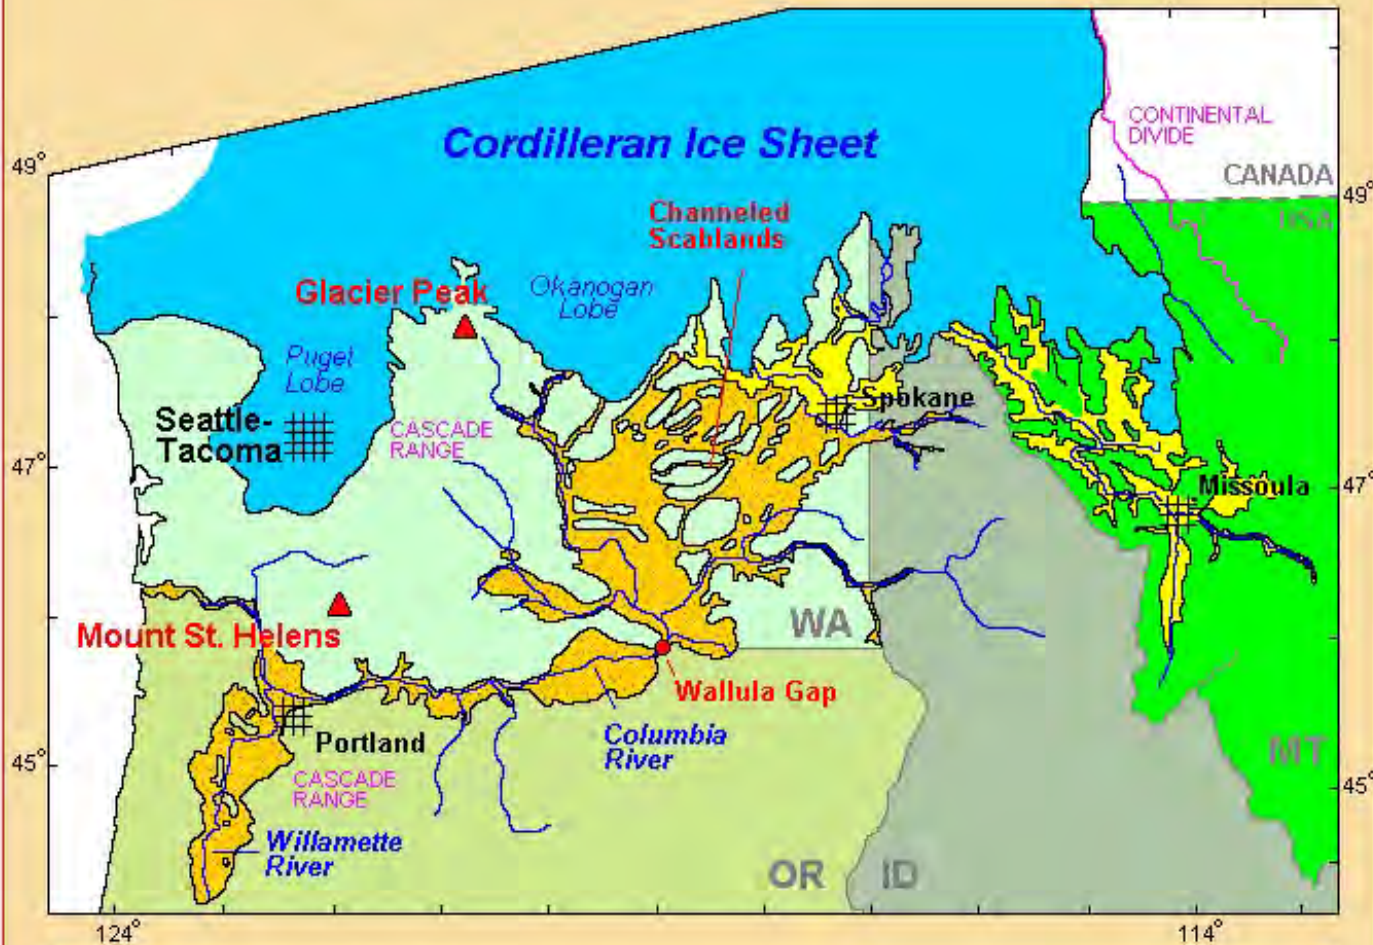 Cordilleran Ice Sheet
CONTINENTAL
DIVIDE
49°
CANADA
49°
USA
Channeled
Scablands
Glacier Peak
Okanogan
Lobe
Puget
Lobe
Spokane
Seattle-
Tacoma
CASCADE
RANGE
47°
47°
Missoula
WA
Mount St. Helens
Wallula Gap
Columbia
River
Portland
MT
45°
45°
CASCADE
RANGE
Willamette
River
OR
ID
124°
114°